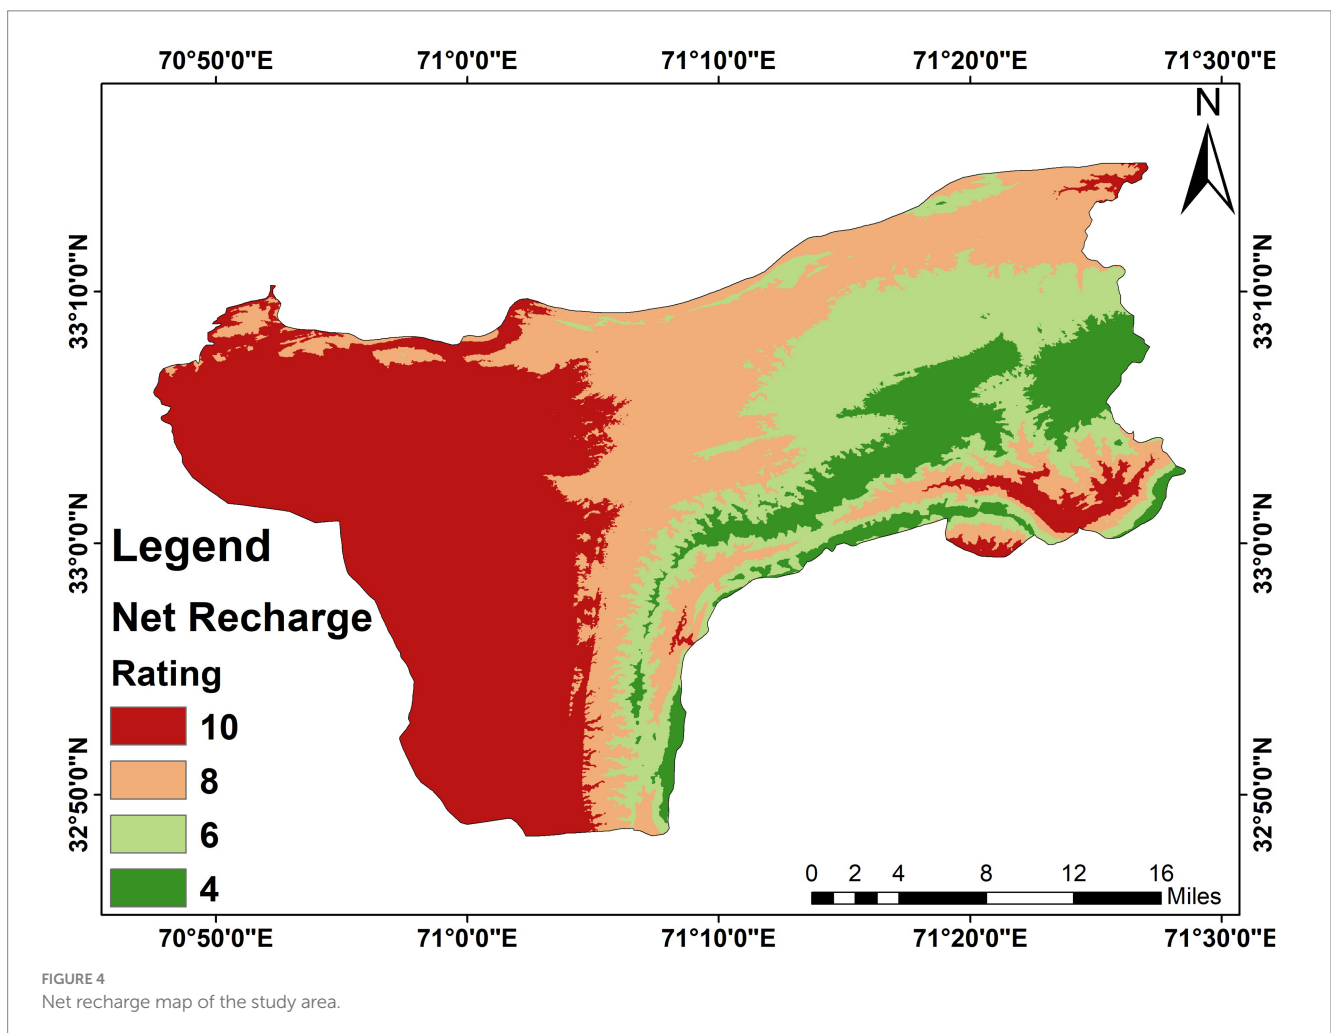 70°50'0"E 71°0'0"E 71°10'0"E 71°20'0"E 71°30'0"E
N
33°10'0"N 33°10'0"N
33°0'0"N 33°0'0"N
Legend
Net Recharge
Rating
10
8
6
4
32°50'0"N 32°50'0"N
0 2 4 8 12 16
Miles
70°50'0"E 71°0'0"E 71°10'0"E 71°20'0"E 71°30'0"E
FIGURE 4
Net recharge map of the study area.